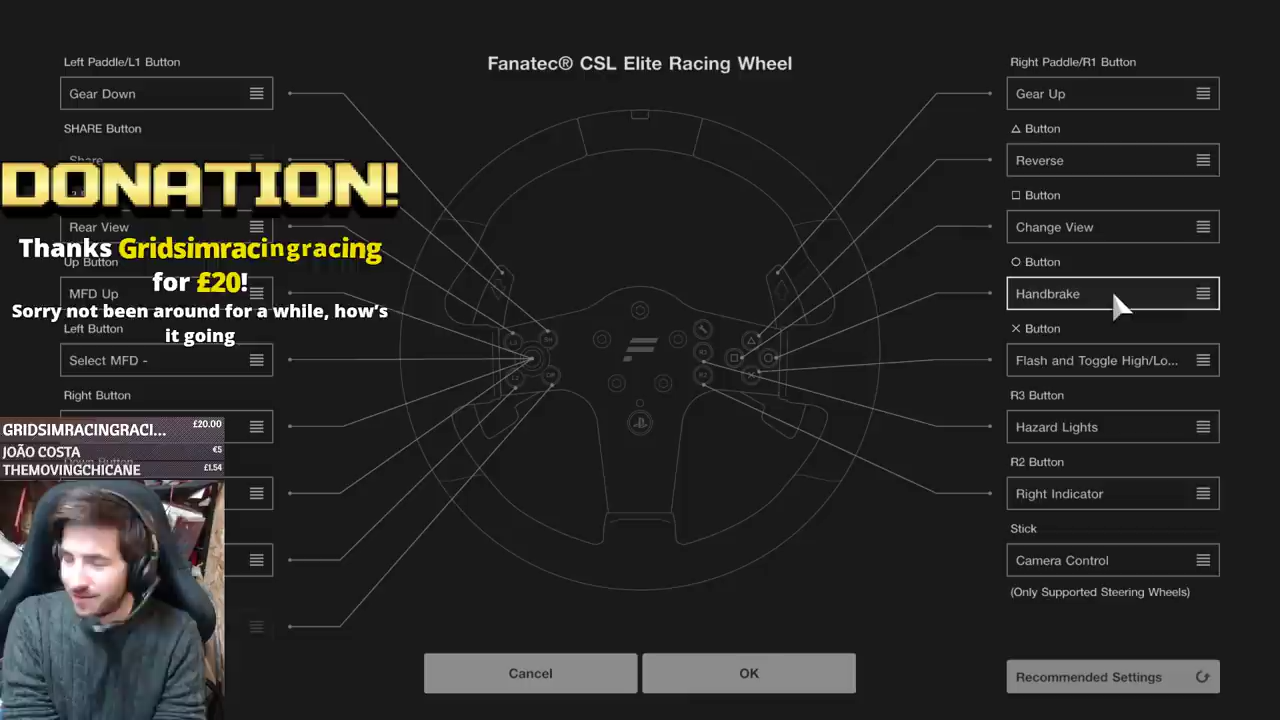 Fanatec® CSL Elite Racing Wheel
Left Paddle/L1 Button
Gear Down
SHARE Button
Share
DONATION!
Thanks Gridsimracingracing
for £20!
Sorry not been around for a while, how's
it going
Rear View
Up Button
MFD Up
Left Button
Select MFD -
Right Button
GRIDSIMRACINGRACI... £20.00
JOÃO COSTA €5
THEMOVINGCHICANE £1.54
Right Paddle/R1 Button
Gear Up
△ Button
Reverse
□ Button
Change View
○ Button
Handbrake
✕ Button
Flash and Toggle High/Lo...
R3 Button
Hazard Lights
R2 Button
Right Indicator
Stick
Camera Control
(Only Supported Steering Wheels)
Cancel
OK
Recommended Settings